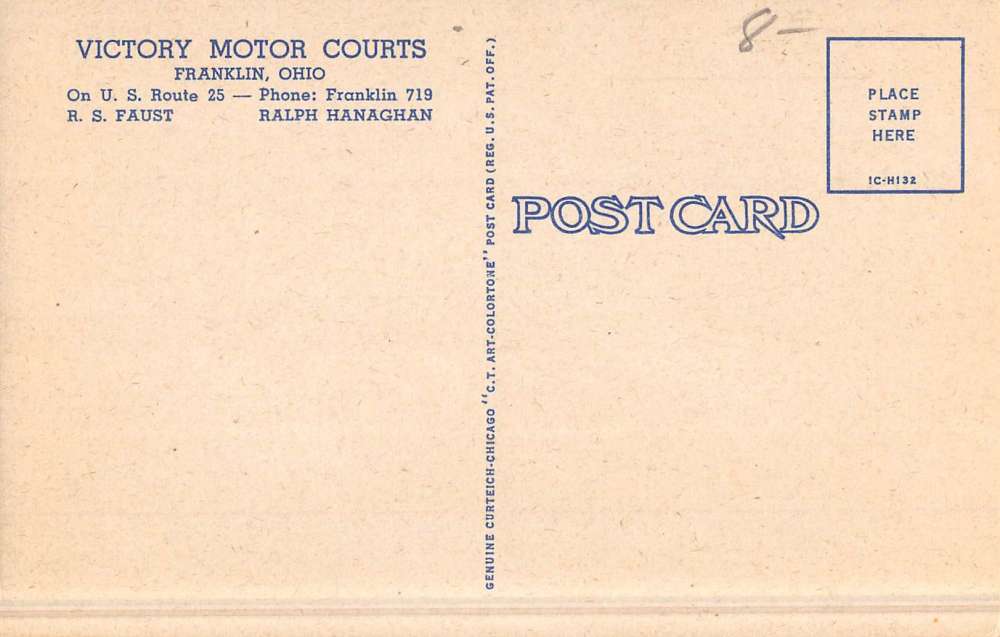 VICTORY MOTOR COURTS
FRANKLIN, OHIO
On U. S. Route 25 — Phone: Franklin 719
R. S. FAUST RALPH HANAGHAN
GENUINE CURTEICH-CHICAGO "C.T. ART-COLORTONE" POST CARD (REG. U.S. PAT. OFF.)
8-
PLACE
STAMP
HERE
1C-H132
POST CARD